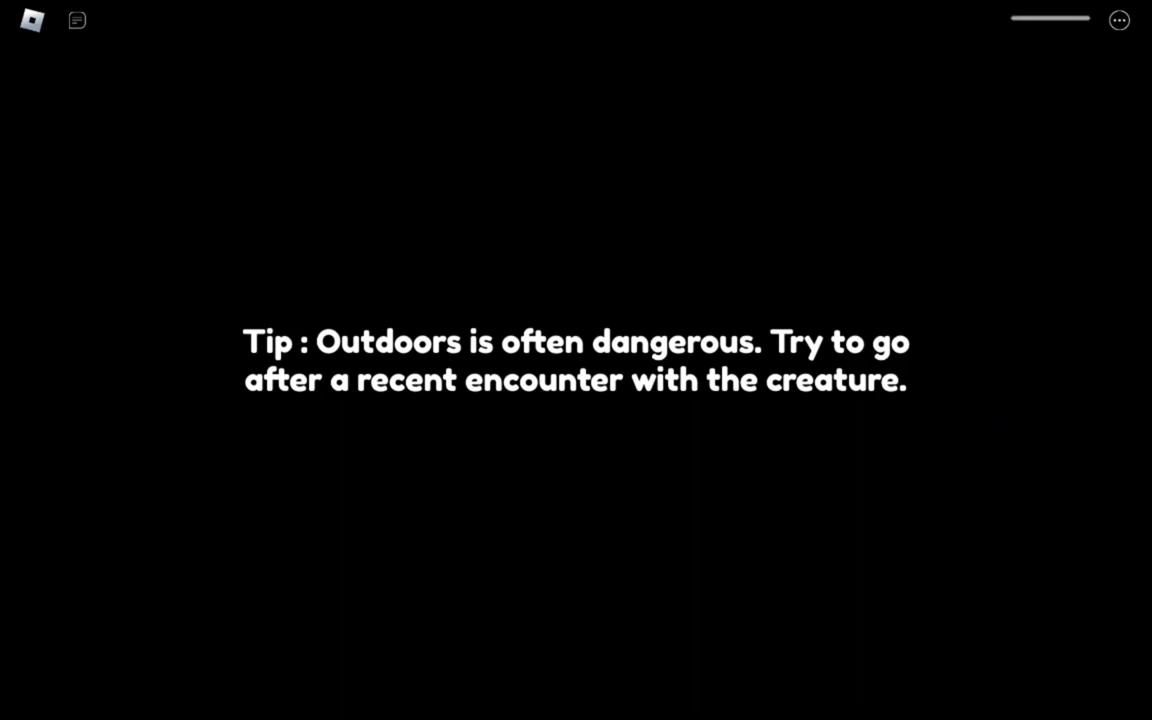 Tip : Outdoors is often dangerous. Try to go
after a recent encounter with the creature.